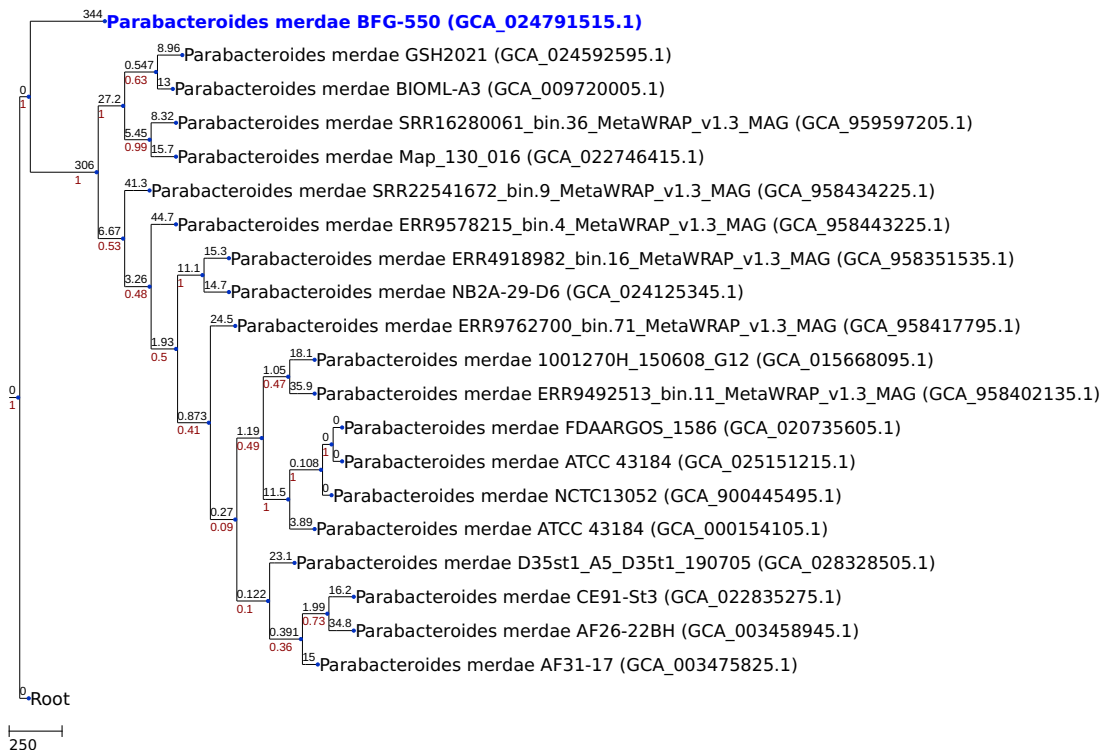 344 Parabacteroides merdae BFG-550 (GCA_024791515.1)
8.96 Parabacteroides merdae GSH2021 (GCA_024592595.1)
0.547
0.63
13 Parabacteroides merdae BIOML-A3 (GCA_009720005.1)
0
1
27.2
1
8.32 Parabacteroides merdae SRR16280061_bin.36_MetaWRAP_v1.3_MAG (GCA_959597205.1)
5.45
0.99
15.7 Parabacteroides merdae Map_130_016 (GCA_022746415.1)
306
1
41.3 Parabacteroides merdae SRR22541672_bin.9_MetaWRAP_v1.3_MAG (GCA_958434225.1)
44.7 Parabacteroides merdae ERR9578215_bin.4_MetaWRAP_v1.3_MAG (GCA_958443225.1)
6.67
0.53
15.3 Parabacteroides merdae ERR4918982_bin.16_MetaWRAP_v1.3_MAG (GCA_958351535.1)
11.1
1
3.26
0.48
14.7 Parabacteroides merdae NB2A-29-D6 (GCA_024125345.1)
24.5 Parabacteroides merdae ERR9762700_bin.71_MetaWRAP_v1.3_MAG (GCA_958417795.1)
1.93
0.5
18.1 Parabacteroides merdae 1001270H_150608_G12 (GCA_015668095.1)
1.05
0.47
35.9 Parabacteroides merdae ERR9492513_bin.11_MetaWRAP_v1.3_MAG (GCA_958402135.1)
0
1
0.873
0.41
0 Parabacteroides merdae FDAARGOS_1586 (GCA_020735605.1)
1.19
0.49
0
1
0 Parabacteroides merdae ATCC 43184 (GCA_025151215.1)
0.108
1
0 Parabacteroides merdae NCTC13052 (GCA_900445495.1)
11.5
1
3.89 Parabacteroides merdae ATCC 43184 (GCA_000154105.1)
0.27
0.09
23.1 Parabacteroides merdae D35st1_A5_D35t1_190705 (GCA_028328505.1)
0.122
0.1
16.2 Parabacteroides merdae CE91-St3 (GCA_022835275.1)
1.99
0.73
34.8 Parabacteroides merdae AF26-22BH (GCA_003458945.1)
0.391
0.36
15 Parabacteroides merdae AF31-17 (GCA_003475825.1)
0 Root
250